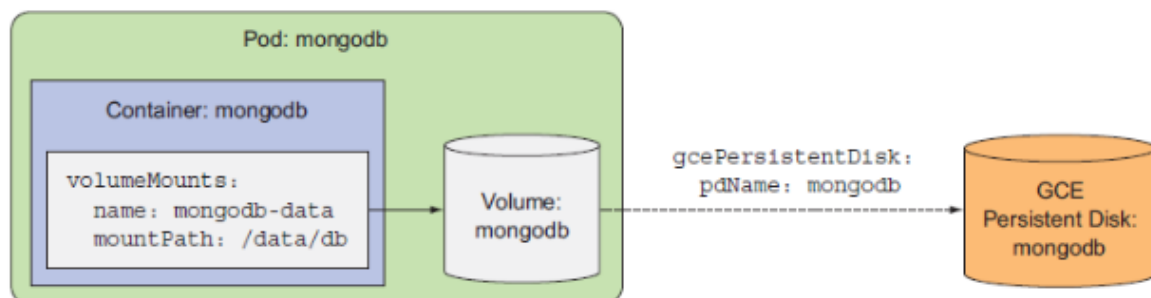 Pod: mongodb
Container: mongodb
volumeMounts:
name: mongodb-data
mountPath: /data/db
Volume:
mongodb
gcePersistentDisk:
pdName: mongodb
GCE
Persistent Disk:
mongodb